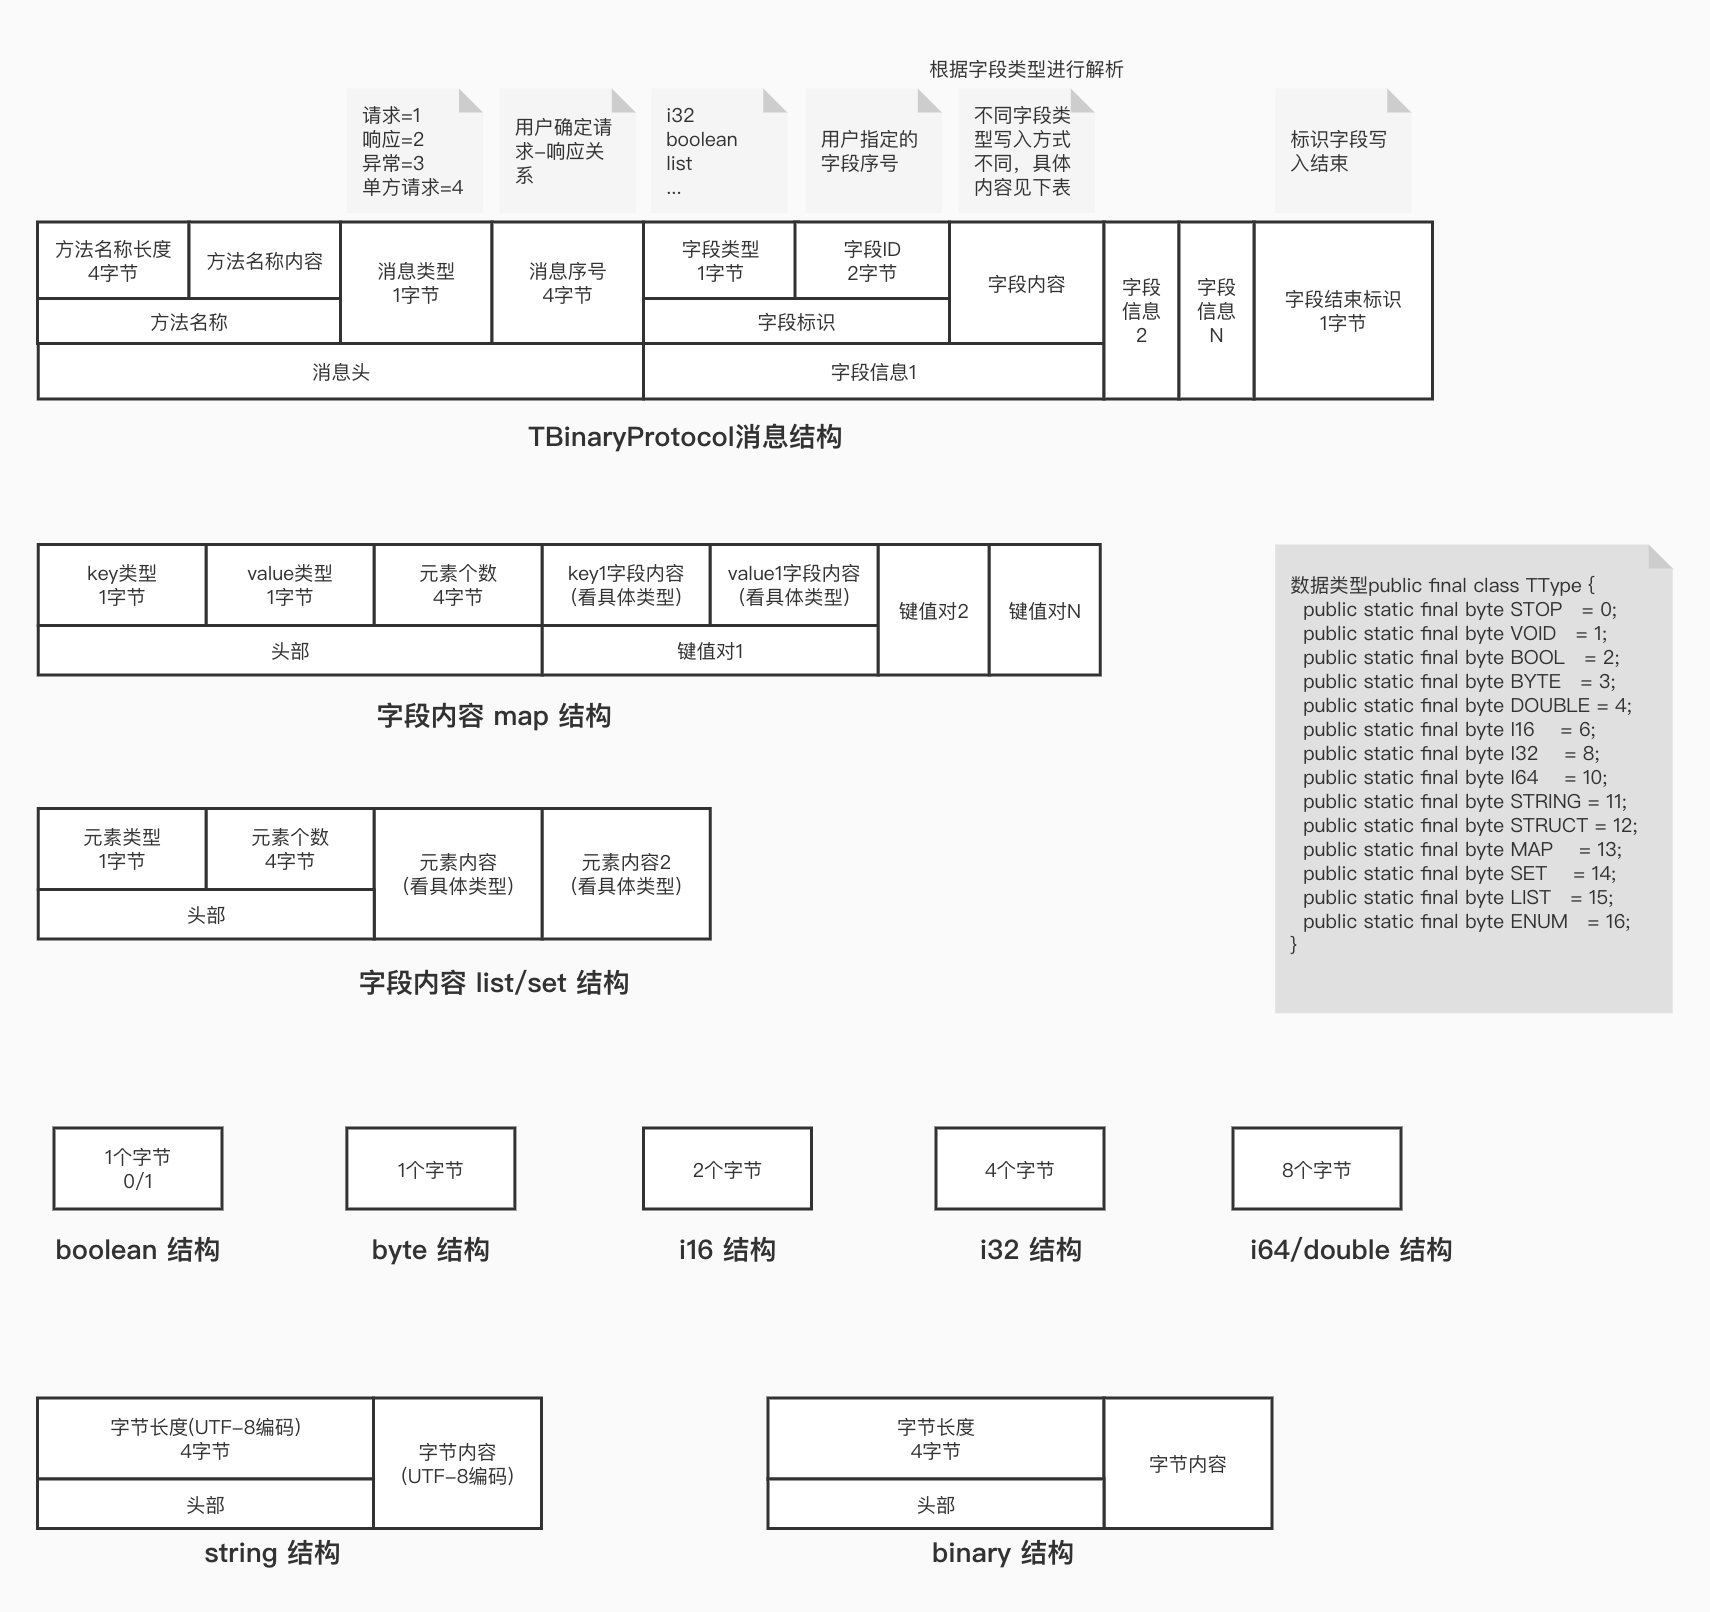 根据字段类型进行解析
请求=1
响应=2
异常=3
单方请求=4
用户确定请
求-响应关
系
i32
boolean
list
...
用户指定的
字段序号
不同字段类
型写入方式
不同，具体
内容见下表
标识字段写
入结束
方法名称长度
4字节
方法名称内容
方法名称
消息类型
1字节
消息序号
4字节
消息头
字段类型
1字节
字段ID
2字节
字段标识
字段内容
字段信息1
字段
信息
2
字段
信息
N
字段结束标识
1字节
TBinaryProtocol消息结构
key类型
1字节
value类型
1字节
元素个数
4字节
头部
key1字段内容
(看具体类型)
value1字段内容
(看具体类型)
键值对1
键值对2
键值对N
字段内容 map 结构
数据类型public final class TType {
public static final byte STOP = 0;
public static final byte VOID = 1;
public static final byte BOOL = 2;
public static final byte BYTE = 3;
public static final byte DOUBLE = 4;
public static final byte I16 = 6;
public static final byte I32 = 8;
public static final byte I64 = 10;
public static final byte STRING = 11;
public static final byte STRUCT = 12;
public static final byte MAP = 13;
public static final byte SET = 14;
public static final byte LIST = 15;
public static final byte ENUM = 16;
}
元素类型
1字节
元素个数
4字节
头部
元素内容
(看具体类型)
元素内容2
(看具体类型)
字段内容 list/set 结构
1个字节
0/1
boolean 结构
1个字节
byte 结构
2个字节
i16 结构
4个字节
i32 结构
8个字节
i64/double 结构
字节长度(UTF-8编码)
4字节
头部
字节内容
(UTF-8编码)
string 结构
字节长度
4字节
头部
字节内容
binary 结构